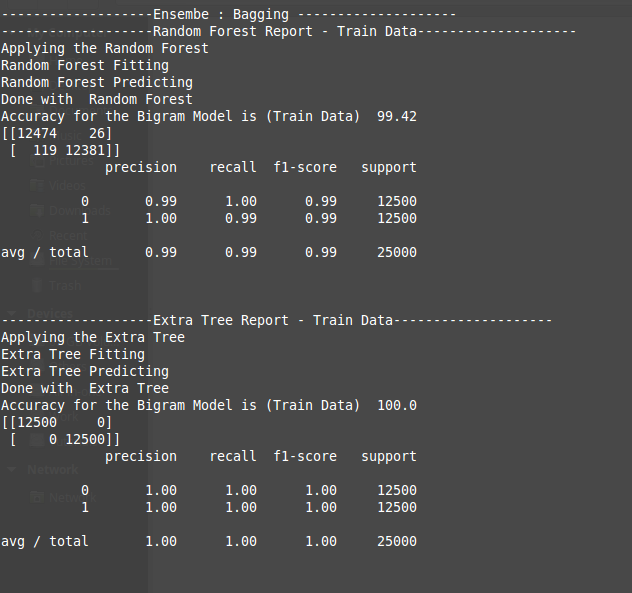 -------------------Ensembe : Bagging --------------------
-------------------Random Forest Report - Train Data--------------------
Applying the Random Forest
Random Forest Fitting
Random Forest Predicting
Done with  Random Forest
Accuracy for the Bigram Model is (Train Data)  99.42
[[12474    26]
 [  119 12381]]
             precision    recall  f1-score   support

          0       0.99      1.00      0.99     12500
          1       1.00      0.99      0.99     12500

avg / total       0.99      0.99      0.99     25000

-------------------Extra Tree Report - Train Data--------------------
Applying the Extra Tree
Extra Tree Fitting
Extra Tree Predicting
Done with  Extra Tree
Accuracy for the Bigram Model is (Train Data)  100.0
[[12500     0]
 [    0 12500]]
             precision    recall  f1-score   support

          0       1.00      1.00      1.00     12500
          1       1.00      1.00      1.00     12500

avg / total       1.00      1.00      1.00     25000
Videos
Recent
Trash
Devices
Network